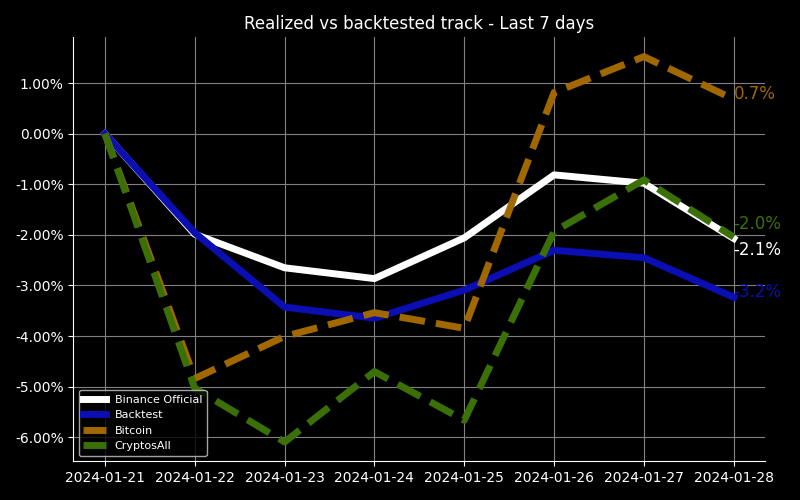 Realized vs backtested track - Last 7 days
1.00%
0.00%
-1.00%
-2.00%
-3.00%
-4.00%
-5.00%
-6.00%
0.7%
-2.0%
-2.1%
-3.2%
Binance Official
Backtest
Bitcoin
CryptosAll
2024-01-21 2024-01-22 2024-01-23 2024-01-24 2024-01-25 2024-01-26 2024-01-27 2024-01-28